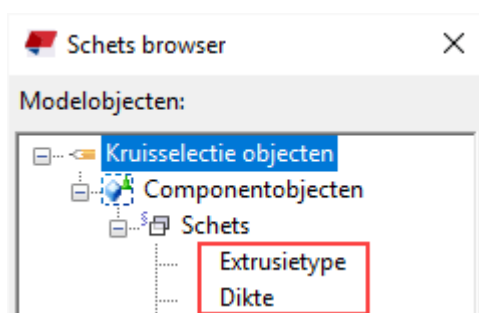 Schets browser
Modelobjecten:
Kruisselectie objecten
Componentobjecten
Schets
Extrusietype
Dikte